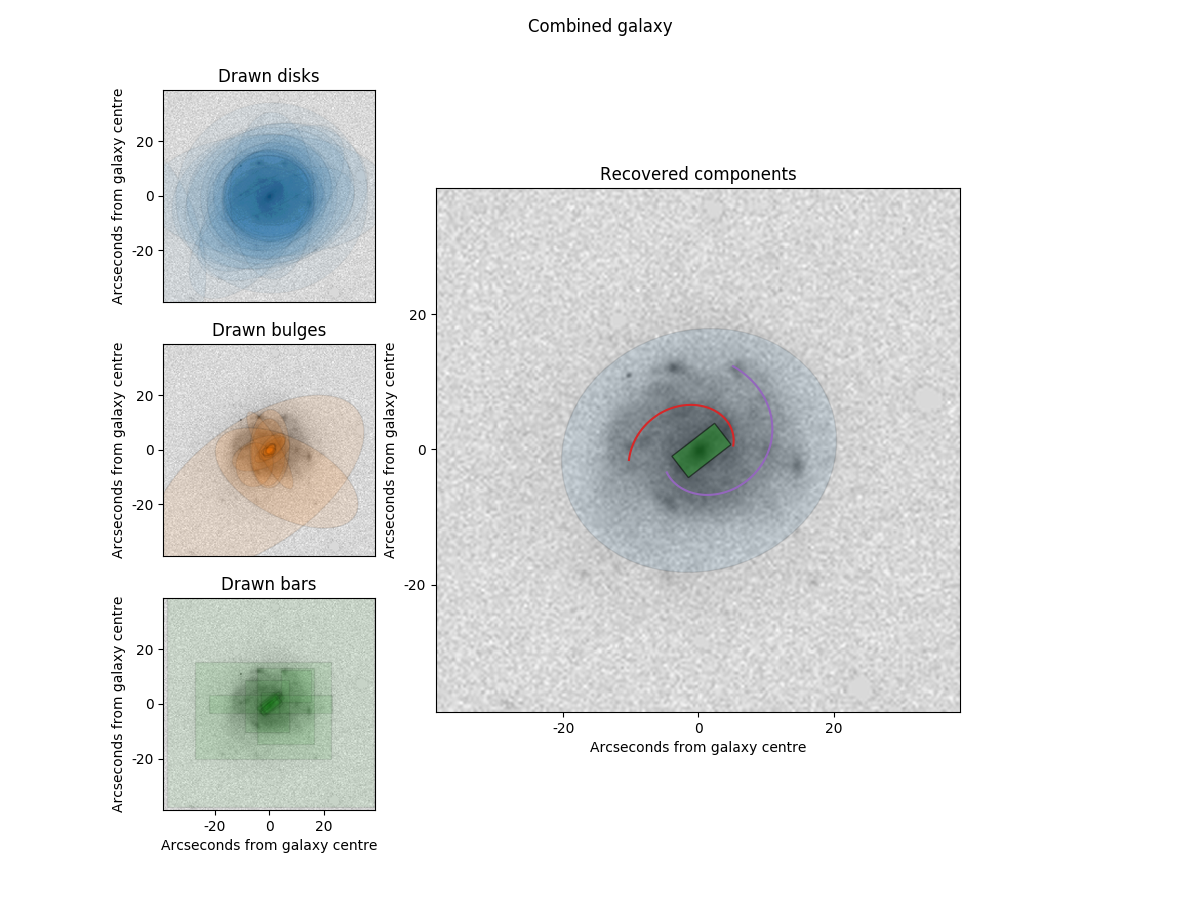 Combined galaxy
Drawn disks
Arcseconds from galaxy centre
20
0
-20
Drawn bulges
Arcseconds from galaxy centre
20
0
-20
Drawn bars
Arcseconds from galaxy centre
20
0
-20
-20 0 20
Arcseconds from galaxy centre
Recovered components
Arcseconds from galaxy centre
20
0
-20
-20 0 20
Arcseconds from galaxy centre